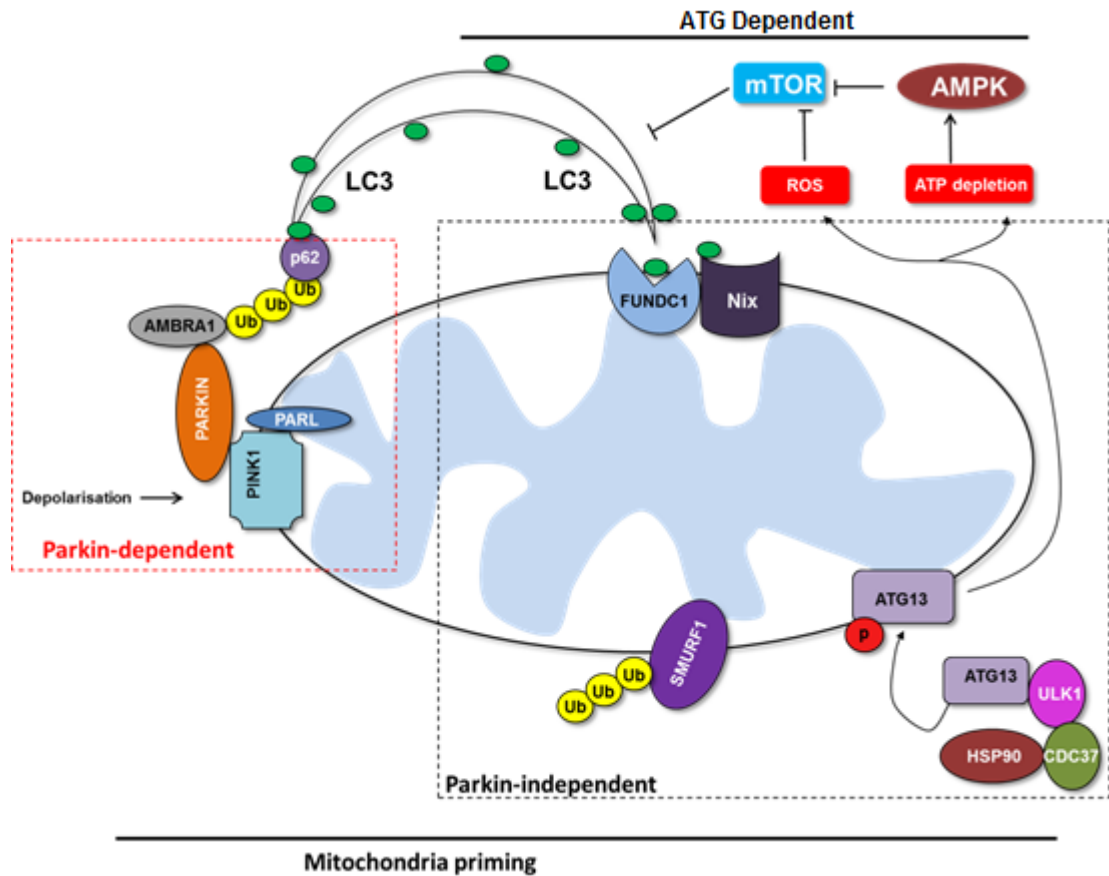 ATG Dependent
mTOR
AMPK
LC3
LC3
ROS
ATP depletion
p62
Ub
Ub
Ub
AMBRA1
FUNDC1
Nix
PARKIN
PARL
PINK1
Depolarisation
Parkin-dependent
ATG13
p
SMURF1
Ub
Ub
Ub
ATG13
ULK1
HSP90
CDC37
Parkin-independent
Mitochondria priming